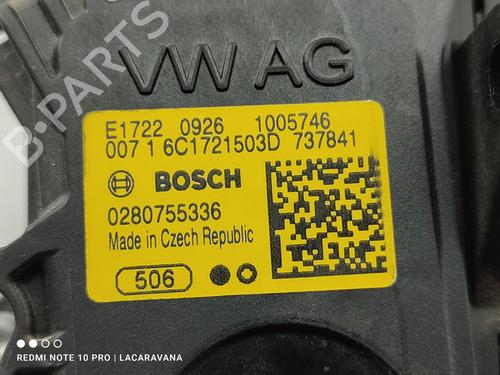 VW AG
E1722 0926 1005746
007 1 6C1721503D 737841
BOSCH
0280755336
Made in Czech Republic
506
B-PARTS
REDMI NOTE 10 PRO | LACARAVANA